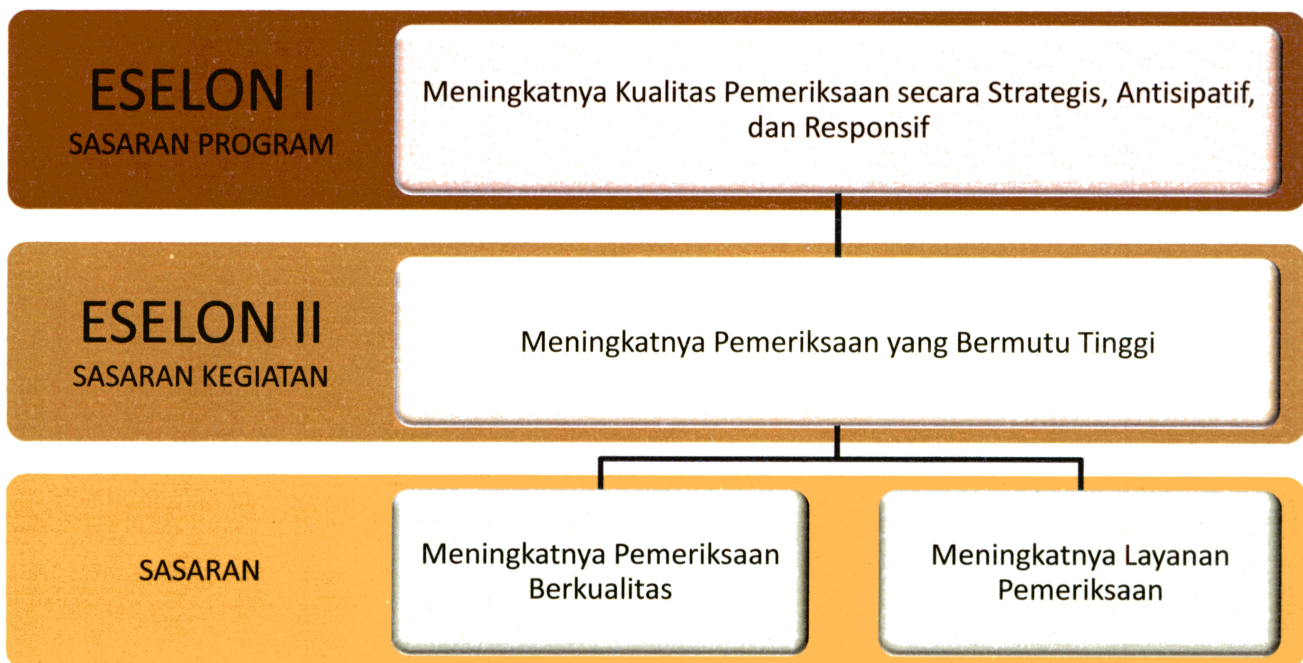 ESELON I
SASARAN PROGRAM
Meningkatnya Kualitas Pemeriksaan secara Strategis, Antisipatif,
dan Responsif
ESELON II
SASARAN KEGIATAN
Meningkatnya Pemeriksaan yang Bermutu Tinggi
SASARAN
Meningkatnya Pemeriksaan
Berkualitas
Meningkatnya Layanan
Pemeriksaan